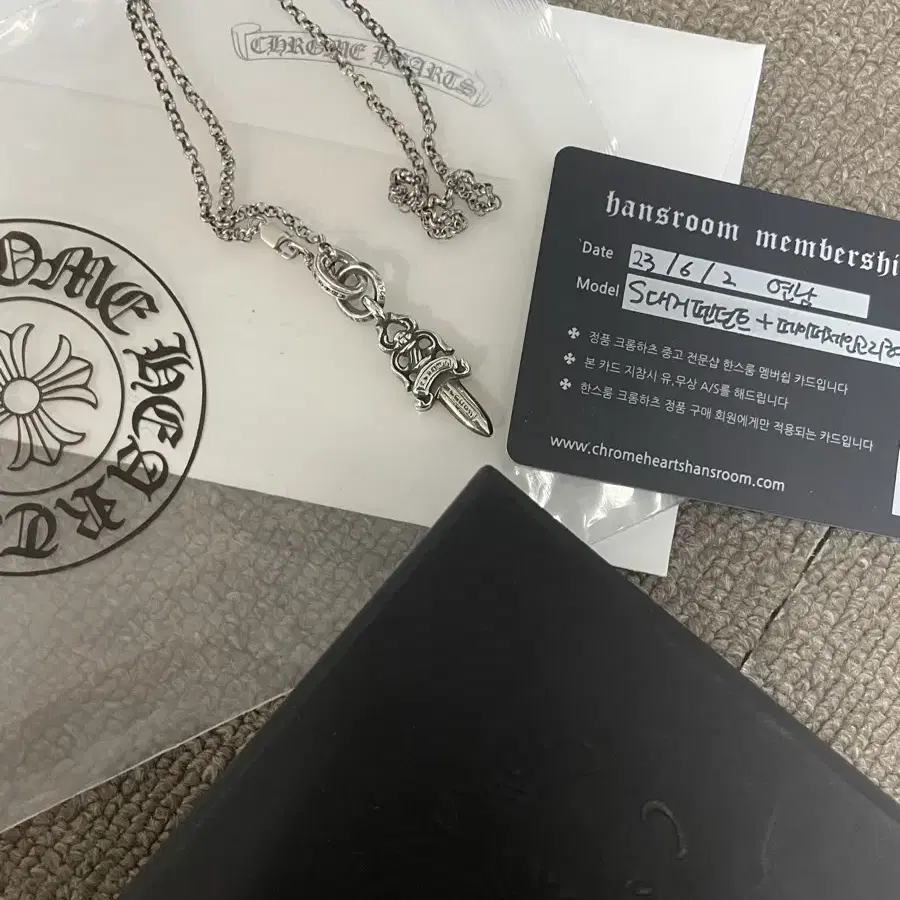 CHROME HEARTS
OME HEARTS
hansroom membershi
Date 23/6/2 연남
Model S대거펜던트+페이퍼체인
✤ 정품 크롬하츠 중고 전문샵 한스룸 멤버쉽 카드입니다
✤ 본 카드 지참시 유,무상 A/S를 해드립니다
✤ 한스룸 크롬하츠 정품 구매 회원에게만 적용되는 카드입니다
www.chromeheartshansroom.com